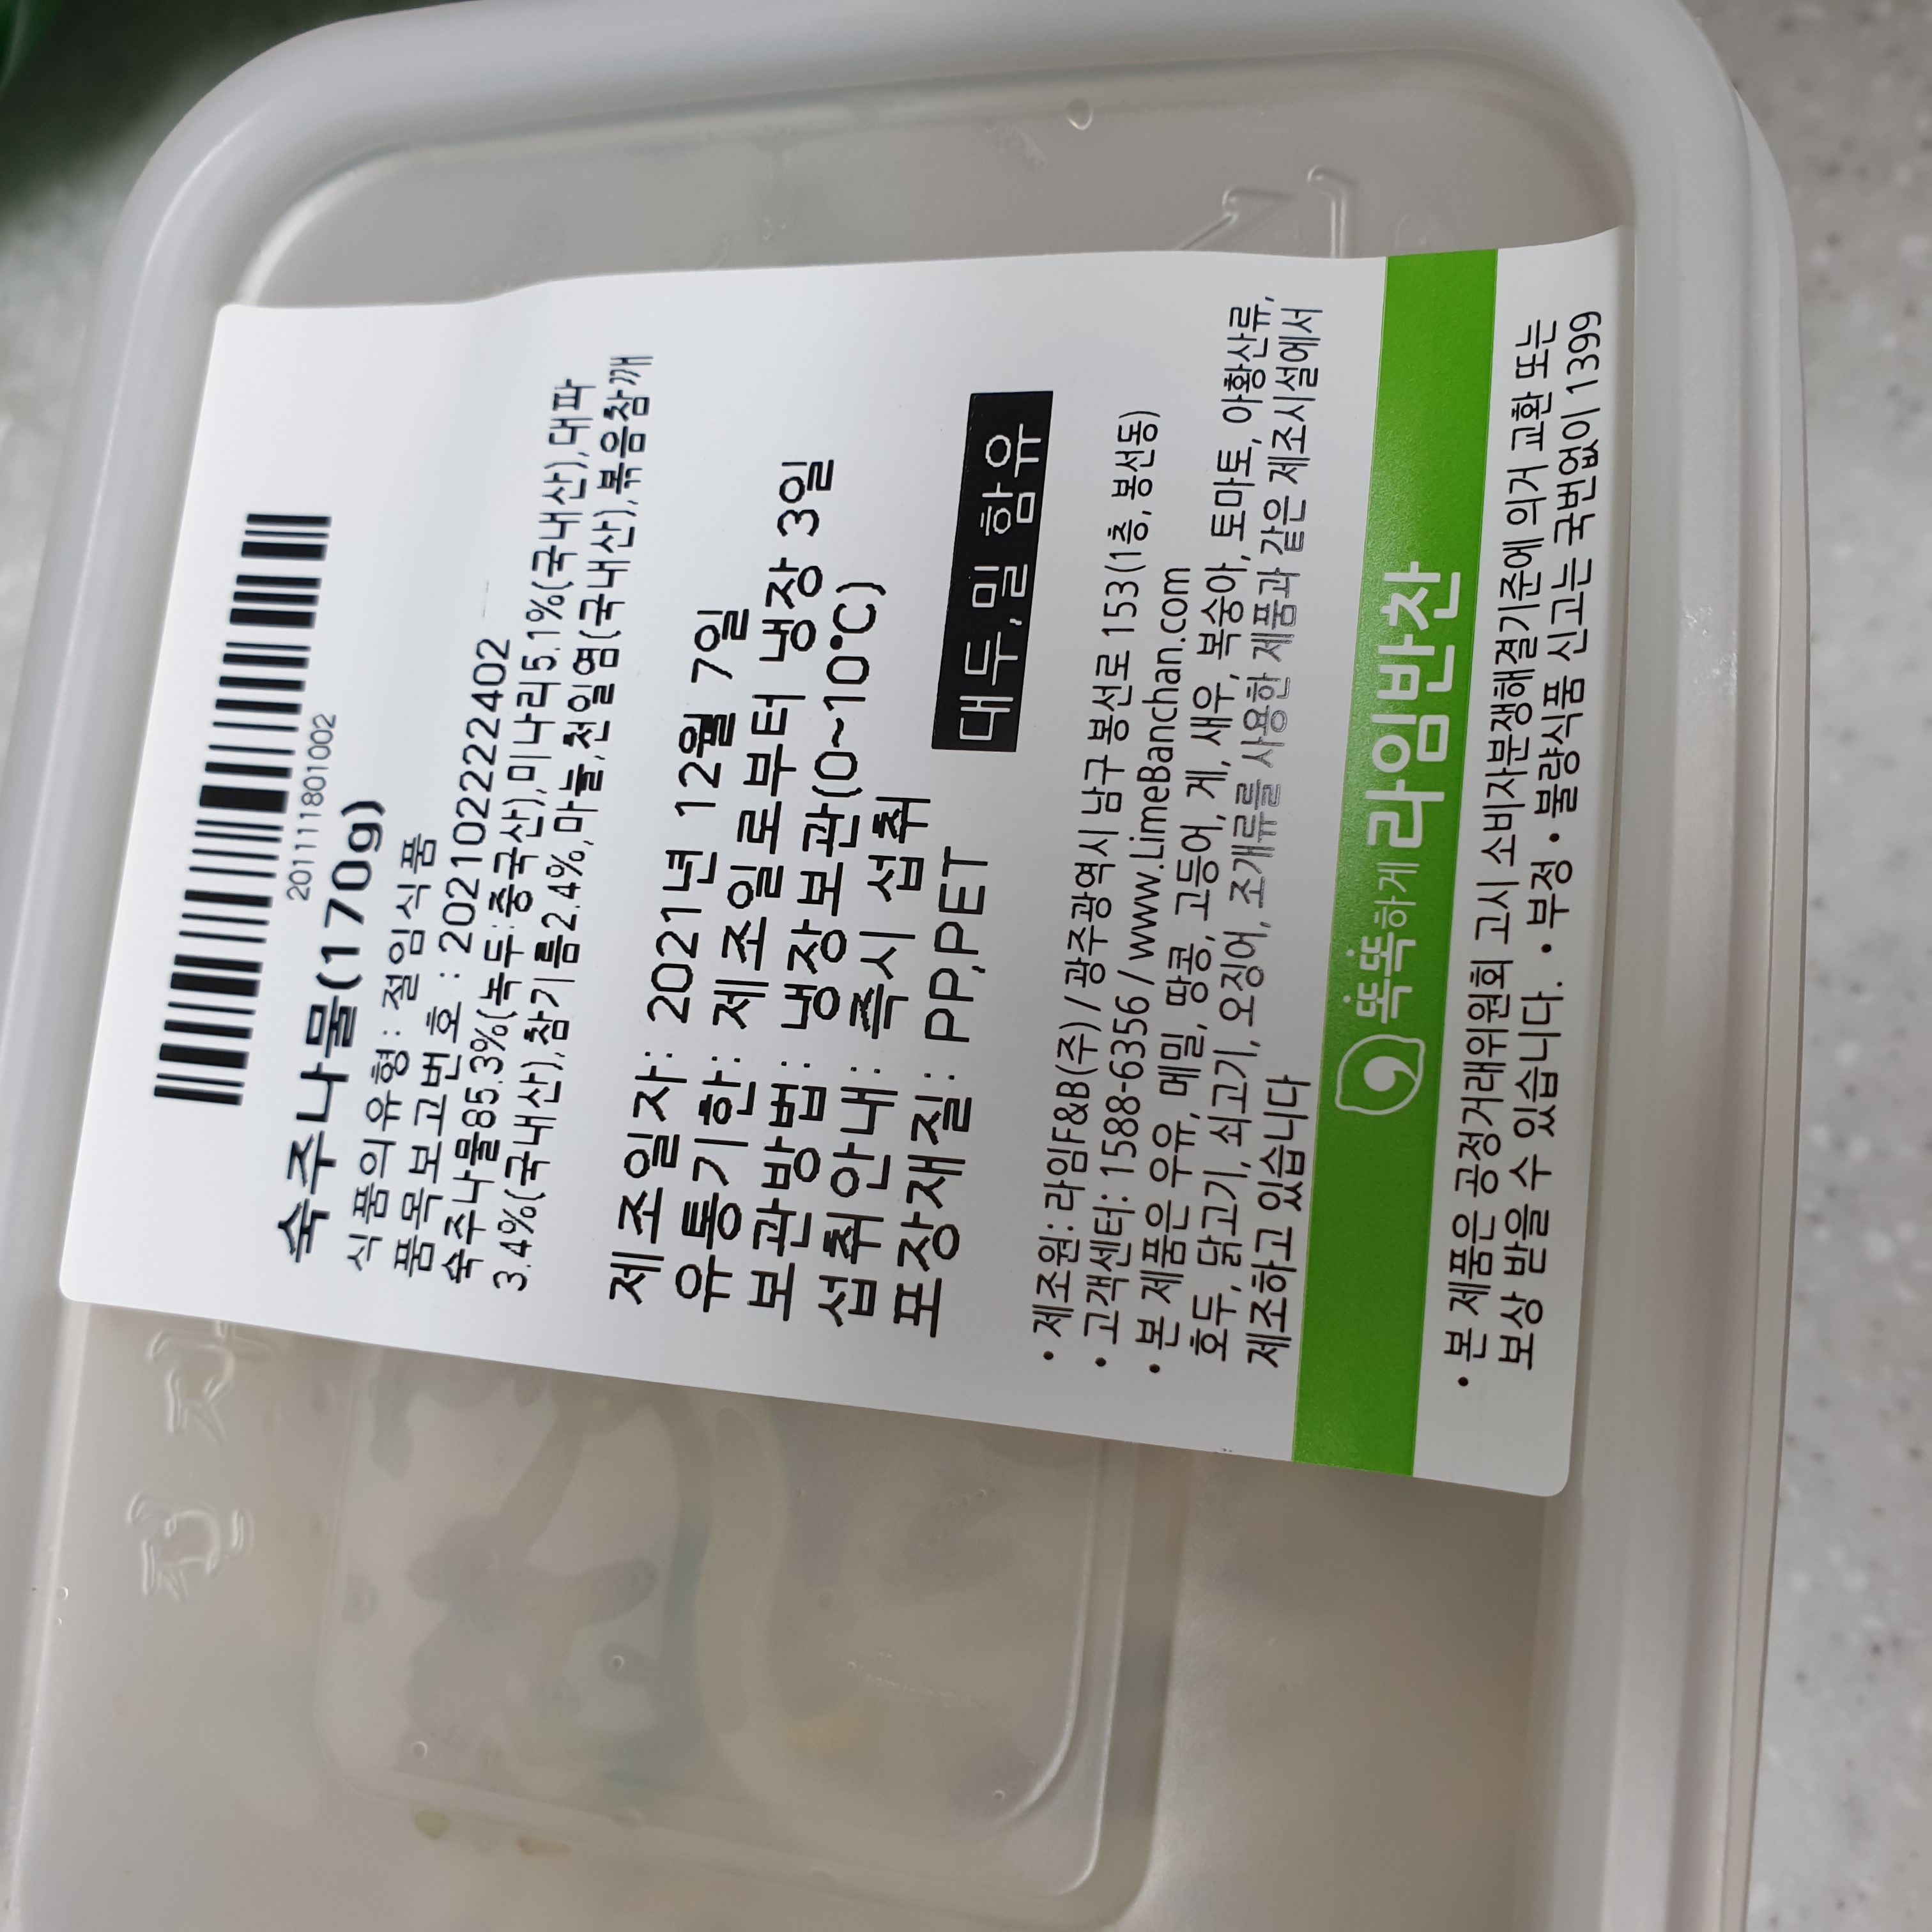 2011111801002
숙주나물(170g)
식품의유형: 절임식품
품목보고번호 : 2021022222402
숙주나물85.3%(녹두:중국산),미나리5.1%(국내산),대파
3.4%(국내산),참기름2.4%,마늘,천일염(국내산),볶음참깨
제조일자: 2021년 12월 7일
유통기한: 제조일로부터 냉장 3일
보관방법: 냉장보관(0~10℃)
섭취안내: 즉시 섭취
포장재질: PP,PET
대두,밀 함유
• 제조원: 라임F&B(주) / 광주광역시 남구 봉선로 153(1층, 봉선동)
• 고객센터: 1588-6356 / www.LimeBanchan.com
• 본 제품은 우유, 메밀, 땅콩, 고등어, 게, 새우, 복숭아, 토마토, 아황산류,
호두, 닭고기, 쇠고기, 오징어, 조개류를 사용한 제품과 같은 제조시설에서
제조하고 있습니다
똑똑하게 라임반찬
• 본 제품은 공정거래위원회 고시 소비자분쟁해결기준에 의거 교환 또는
보상 받을 수 있습니다. • 부정 • 불량식품 신고는 국번없이 1399